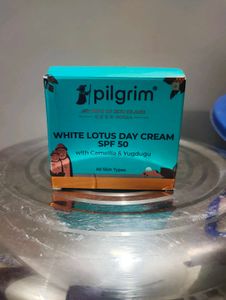 pilgrim®
WHITE LOTUS DAY CREAM
SPF 50
with Camellia & Yugdugu
All Skin Types